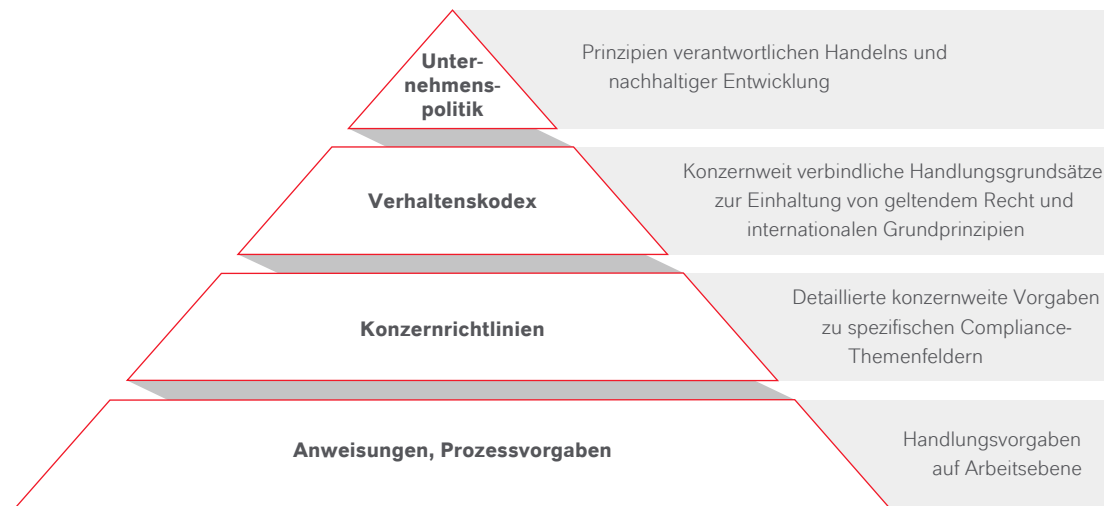 Unter-
nehmens-
politik
Prinzipien verantwortlichen Handelns und
nachhaltiger Entwicklung
Verhaltenskodex
Konzernweit verbindliche Handlungsgrundsätze
zur Einhaltung von geltendem Recht und
internationalen Grundprinzipien
Konzernrichtlinien
Detaillierte konzernweite Vorgaben
zu spezifischen Compliance-
Themenfeldern
Anweisungen, Prozessvorgaben
Handlungsvorgaben
auf Arbeitsebene